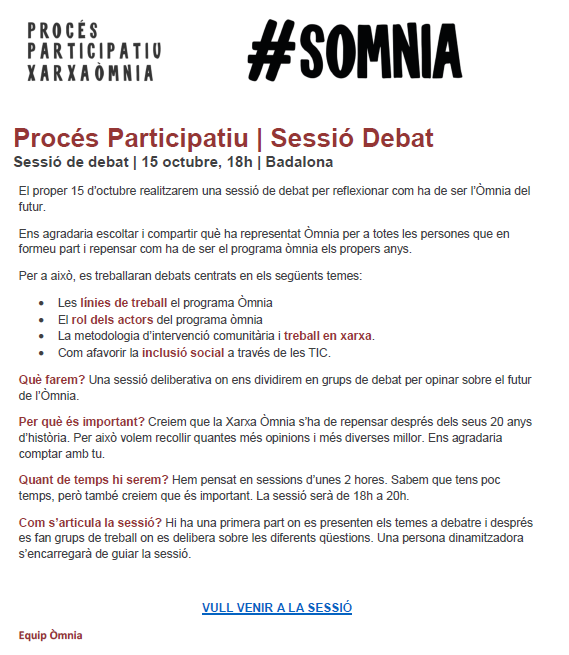 PROCÉS
PARTICIPATIU
XARXAÒMNIA
#SOMNIA
Procés Participatiu | Sessió Debat
Sessió de debat | 15 octubre, 18h | Badalona
El proper 15 d'octubre realitzarem una sessió de debat per reflexionar com ha de ser l'Òmnia del
futur.
Ens agradaria escoltar i compartir què ha representat Òmnia per a totes les persones que en
formeu part i repensar com ha de ser el programa òmnia els propers anys.
Per a això, es treballaran debats centrats en els següents temes:
• Les línies de treball el programa Òmnia
• El rol dels actors del programa òmnia
• La metodologia d'intervenció comunitària i treball en xarxa.
• Com afavorir la inclusió social a través de les TIC.
Què farem? Una sessió deliberativa on ens dividirem en grups de debat per opinar sobre el futur
de l'Òmnia.
Per què és important? Creiem que la Xarxa Òmnia s'ha de repensar després dels seus 20 anys
d'història. Per això volem recollir quantes més opinions i més diverses millor. Ens agradaria
comptar amb tu.
Quant de temps hi serem? Hem pensat en sessions d'unes 2 hores. Sabem que tens poc
temps, però també creiem que és important. La sessió serà de 18h a 20h.
Com s'articula la sessió? Hi ha una primera part on es presenten els temes a debatre i després
es fan grups de treball on es delibera sobre les diferents qüestions. Una persona dinamitzadora
s'encarregarà de guiar la sessió.
VULL VENIR A LA SESSIÓ
Equip Òmnia